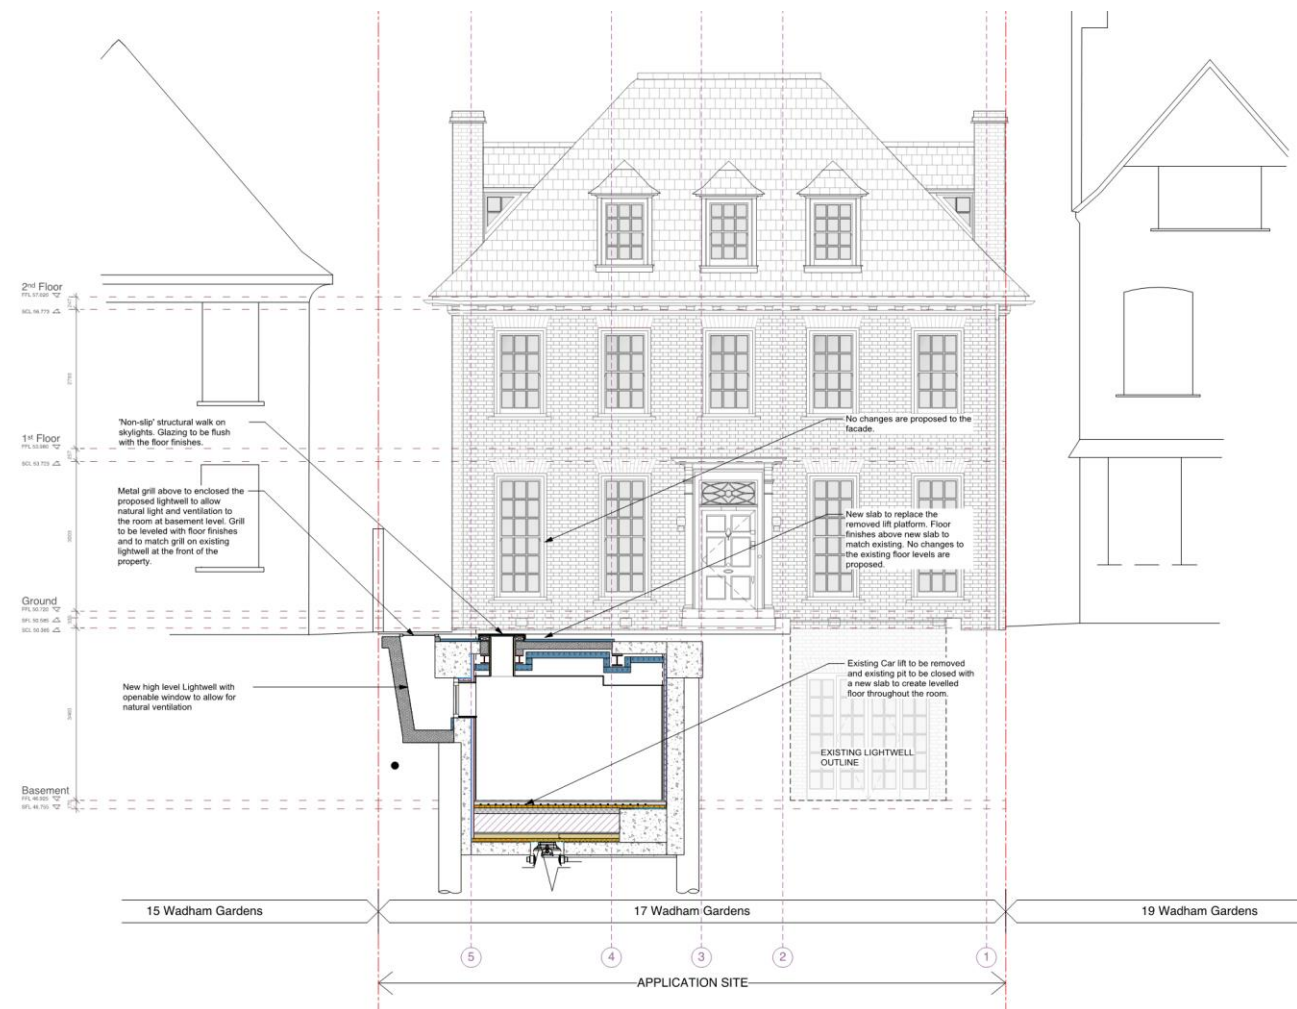 2nd Floor
1st Floor
'Non-slip' structural walk on
skylights. Glazing to be flush
with the floor finishes.
No changes are proposed to the
facade.
Metal grill above to enclosed the
proposed lightwell to allow
natural light and ventilation to
the room at basement level. Grill
to be leveled with floor finishes
and to match grill on existing
lightwell at the front of the
property.
New slab to replace the
removed lift platform. Floor
finishes above new slab to
match existing. No changes to
the existing floor levels are
proposed.
Ground
New high level Lightwell with
openable window to allow for
natural ventilation
Existing Car lift to be removed
and existing pit to be closed with
a new slab to create levelled
floor throughout the room.
EXISTING LIGHTWELL
OUTLINE
Basement
15 Wadham Gardens
17 Wadham Gardens
19 Wadham Gardens
5
4
3
2
1
APPLICATION SITE